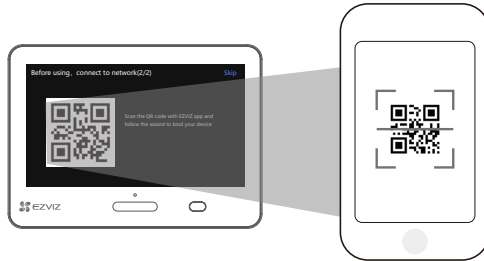 Before using, connect to network(2/2)
Skip
Scan the QR code with EZVIZ app and
follow the wizard to bind your device
EZVIZ